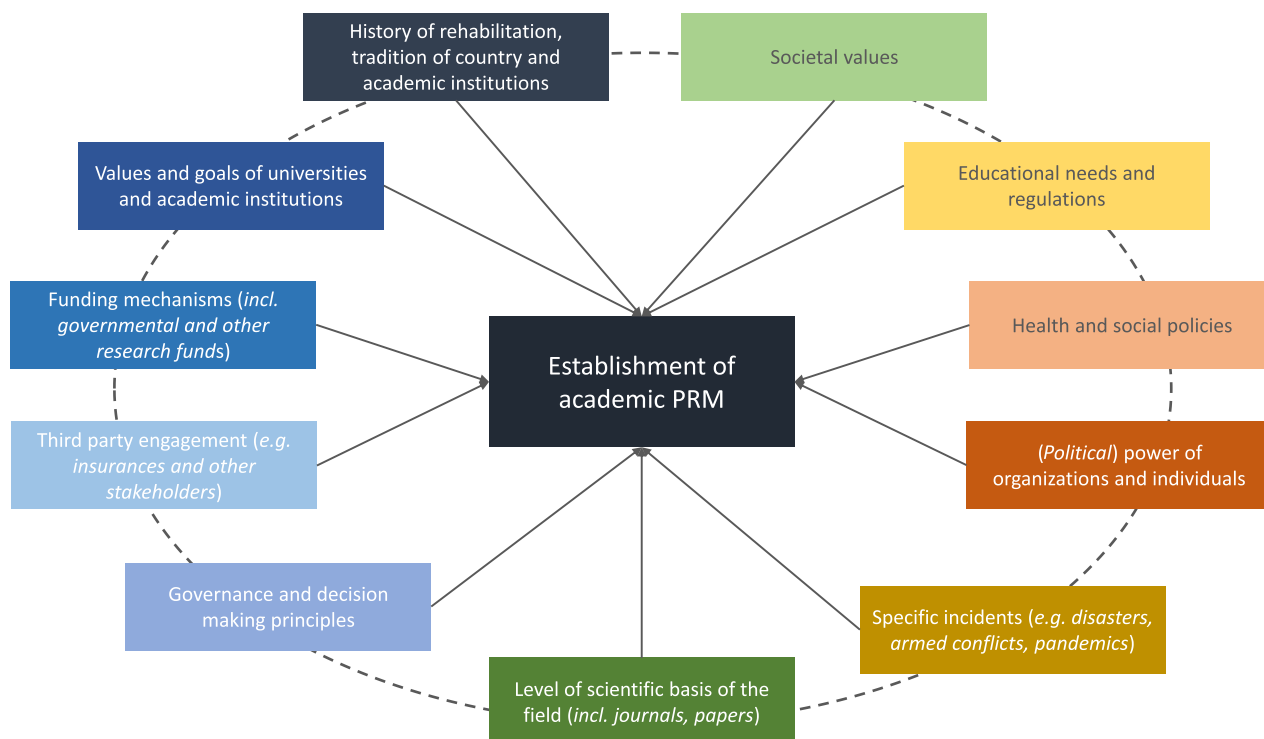 History of rehabilitation,
tradition of country and
academic institutions
Societal values
Values and goals of universities
and academic institutions
Educational needs and
regulations
Funding mechanisms (incl.
governmental and other
research funds)
Health and social policies
Establishment of
academic PRM
Third party engagement (e.g.
insurances and other
stakeholders)
(Political) power of
organizations and individuals
Governance and decision
making principles
Specific incidents (e.g. disasters,
armed conflicts, pandemics)
Level of scientific basis of the
field (incl. journals, papers)